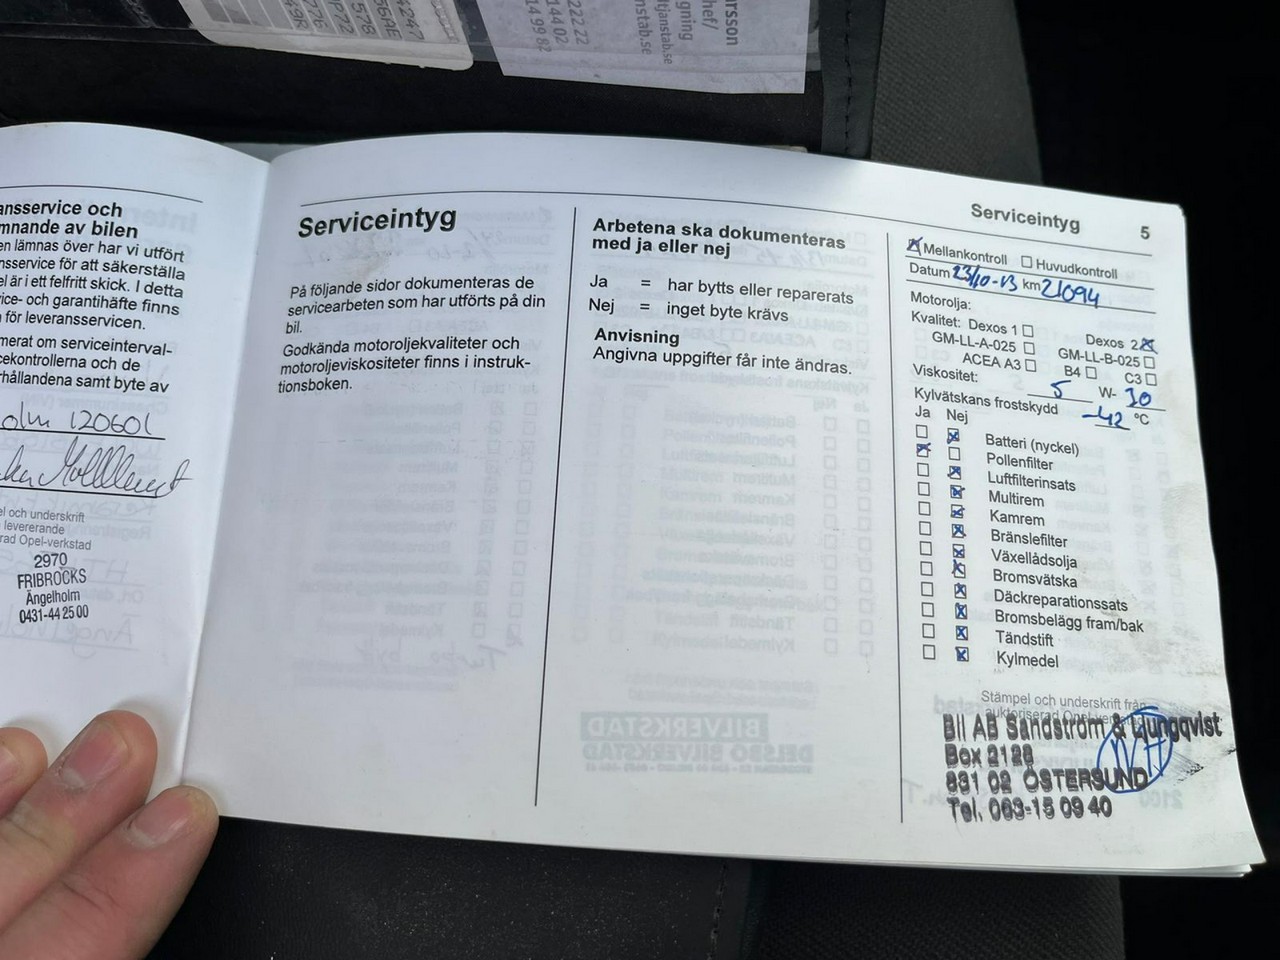 ansservice och
mnande av bilen
en lämnas över har vi utfört
nsservice för att säkerställa
el är i ett felfritt skick. I detta
ice- och garantihäfte finns
för leveransservicen.
merat om serviceinterval-
cekontrollerna och de
rhållandena samt byte av
olm 120601
el och underskrift
levererande
rad Opel-verkstad
2970
FRIBROCKS
Ängelholm
0431-44 25 00
Serviceintyg
På följande sidor dokumenteras de
servicearbeten som har utförts på din
bil.
Godkända motoroljekvaliteter och
motoroljeviskositeter finns i instruk-
tionsboken.
Arbetena ska dokumenteras
med ja eller nej
Ja = har bytts eller reparerats
Nej = inget byte krävs
Anvisning
Angivna uppgifter får inte ändras.
Serviceintyg 5
Mellankontroll Huvudkontroll
Datum 23/10-13 km 21094
Motorolja:
Kvalitet: Dexos 1 Dexos 2
GM-LL-A-025 GM-LL-B-025
ACEA A3 B4 C3
Viskositet: 5 W- 30
Kylvätskans frostskydd -42 °C
Ja Nej
Batteri (nyckel)
Pollenfilter
Luftfilterinsats
Multirem
Kamrem
Bränslefilter
Växellådsolja
Bromsvätska
Däckreparationssats
Bromsbelägg fram/bak
Tändstift
Kylmedel
Stämpel och underskrift från
auktoriserad Opel-verkstad
Bil AB Sandström & Ljungqvist
Box 2128
831 02 ÖSTERSUND
Tel. 063-15 09 40